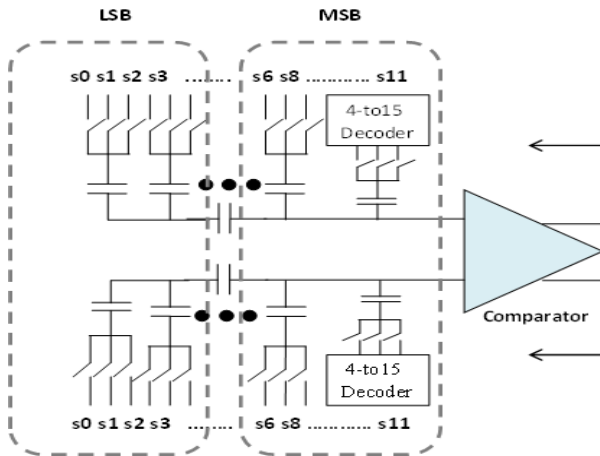 LSB MSB
s0 s1 s2 s3 ........ s6 s8 ........... s11
4-to15
Decoder
Comparator
4-to15
Decoder
s0 s1 s2 s3 ........ s6 s8 ........... s11